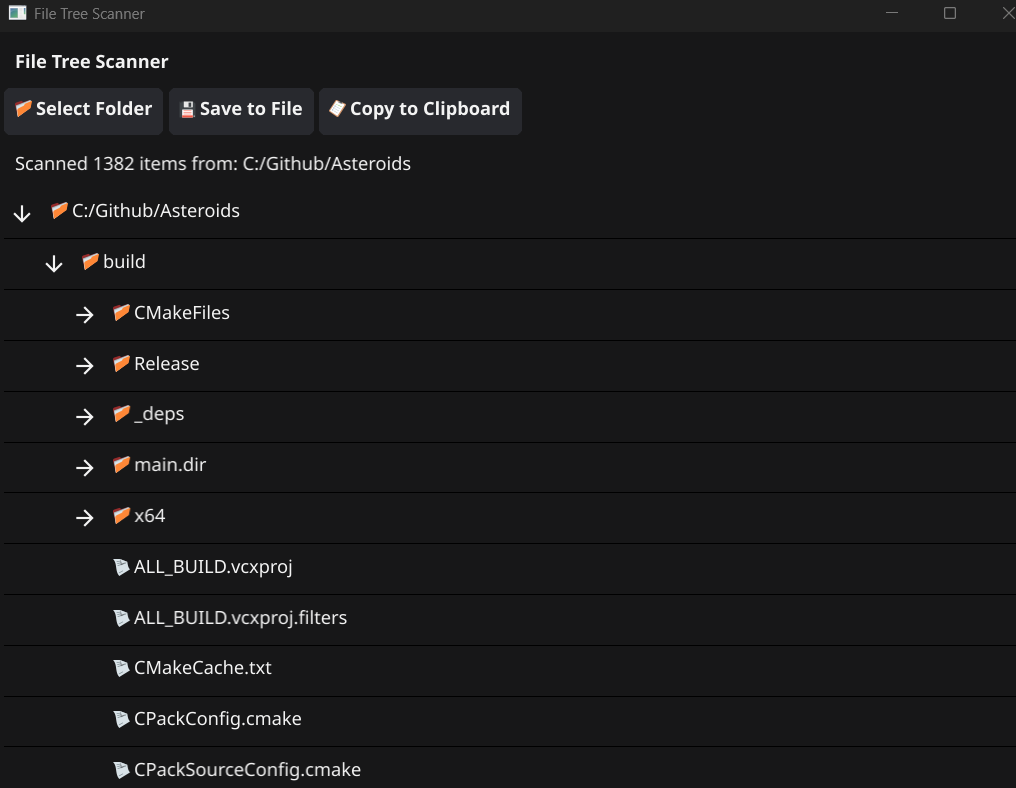 File Tree Scanner
File Tree Scanner
Select Folder Save to File Copy to Clipboard
Scanned 1382 items from: C:/Github/Asteroids
C:/Github/Asteroids
build
CMakeFiles
Release
_deps
main.dir
x64
ALL_BUILD.vcxproj
ALL_BUILD.vcxproj.filters
CMakeCache.txt
CPackConfig.cmake
CPackSourceConfig.cmake